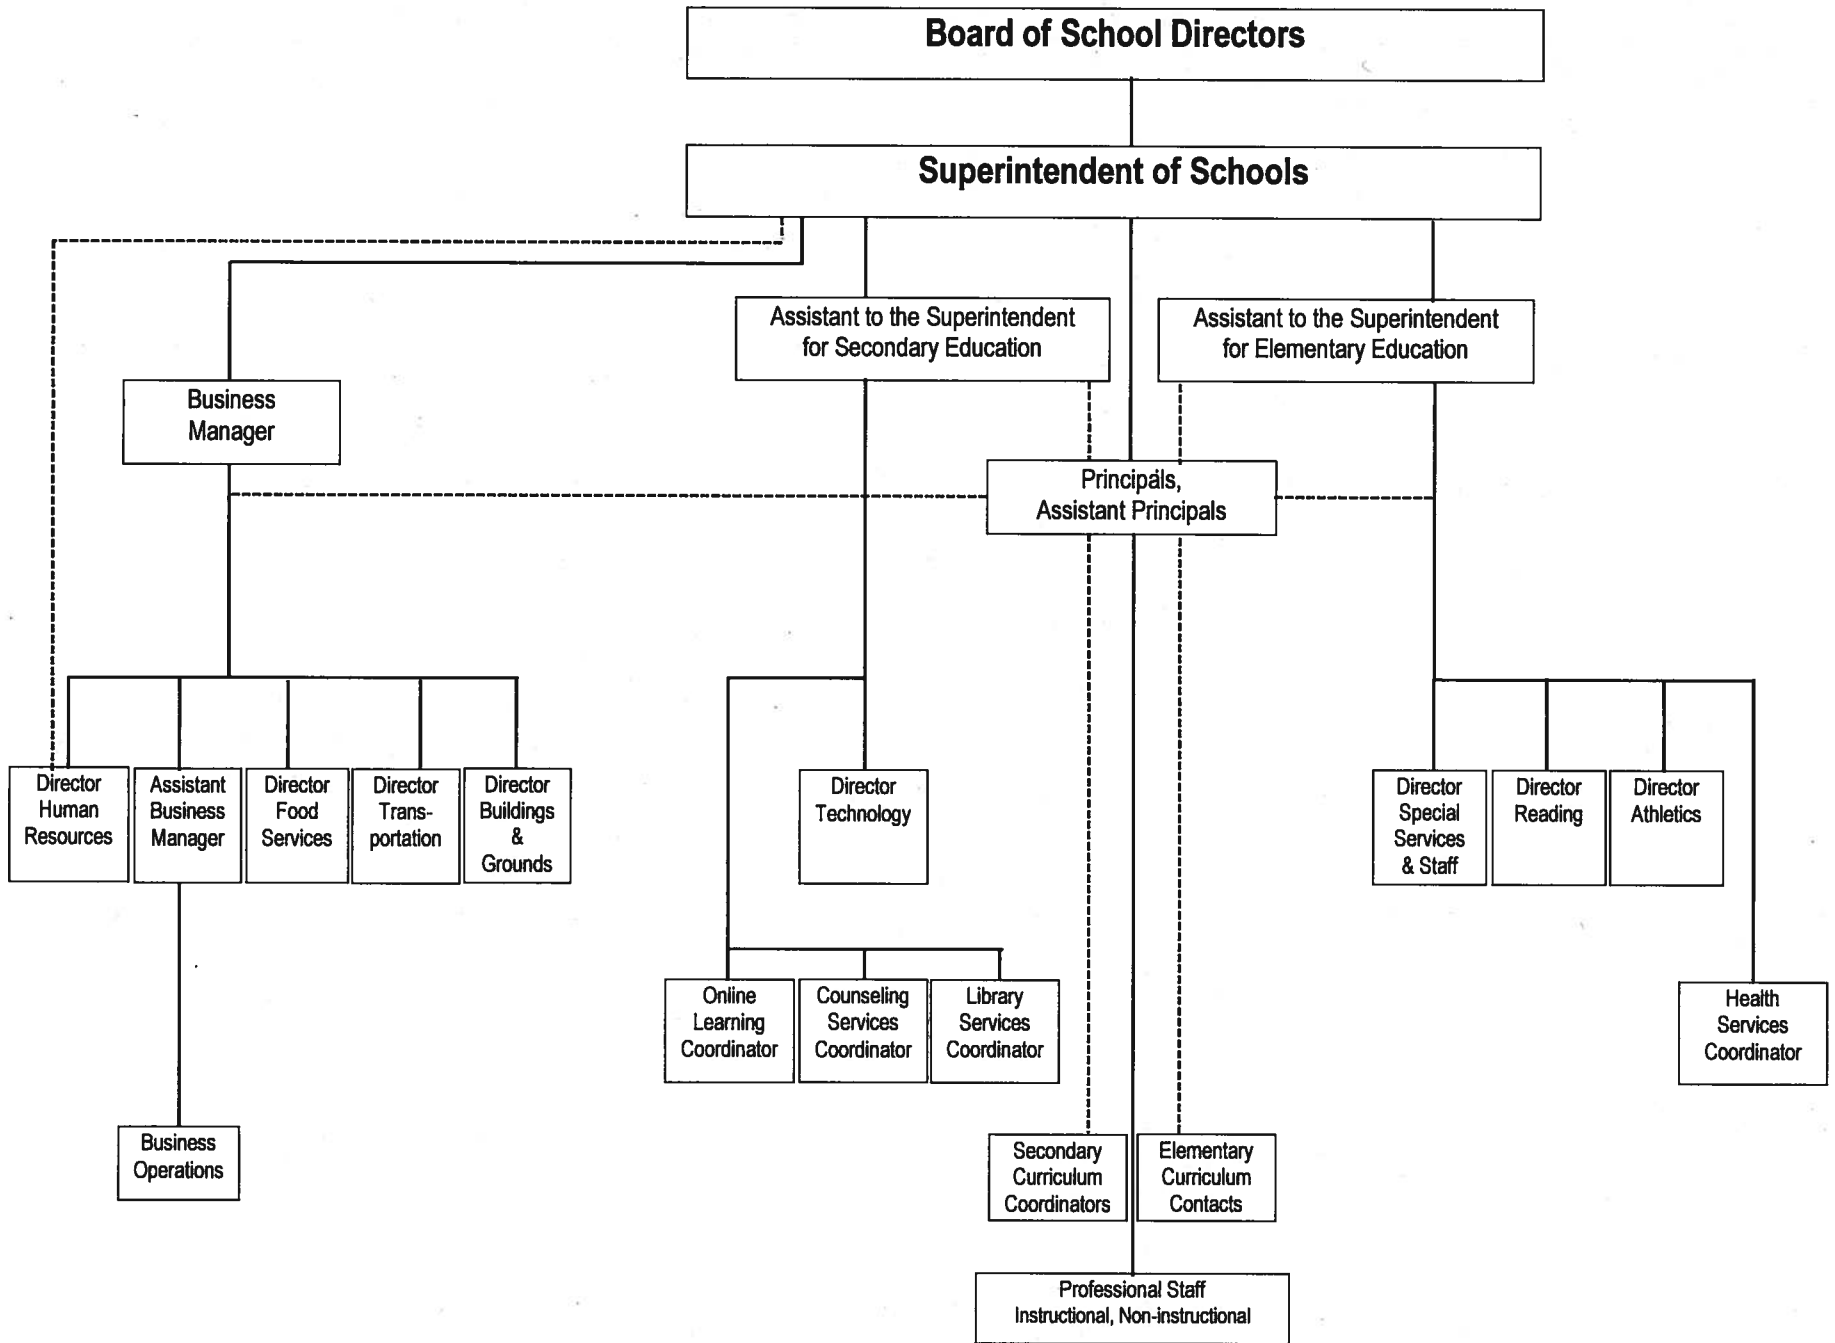 Board of School Directors
Superintendent of Schools
Assistant to the Superintendent
for Secondary Education
Assistant to the Superintendent
for Elementary Education
Business
Manager
Principals,
Assistant Principals
Director
Human
Resources
Assistant
Business
Manager
Director
Food
Services
Director
Trans-
portation
Director
Buildings
&
Grounds
Director
Technology
Director
Special
Services
& Staff
Director
Reading
Director
Athletics
Online
Learning
Coordinator
Counseling
Services
Coordinator
Library
Services
Coordinator
Health
Services
Coordinator
Business
Operations
Secondary
Curriculum
Coordinators
Elementary
Curriculum
Contacts
Professional Staff
Instructional, Non-instructional